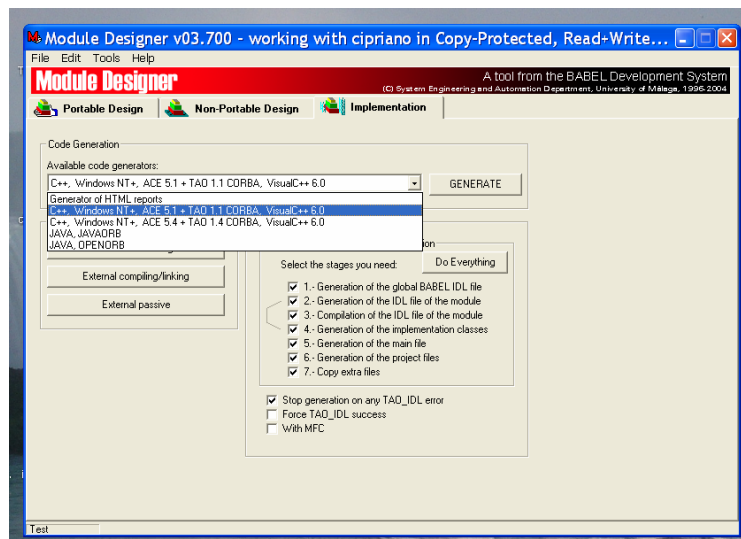 Module Designer v03.700 - working with cipriano in Copy-Protected, Read+Write...
File Edit Tools Help
Module Designer
A tool from the BABEL Development System
(C) System Engineering and Automation Department, University of Málaga, 1996-2004
Portable Design Non-Portable Design Implementation
Code Generation
Available code generators:
C++, Windows NT+, ACE 5.1 + TAO 1.1 CORBA, VisualC++ 6.0 GENERATE
Generator of HTML reports
C++, Windows NT+, ACE 5.1 + TAO 1.1 CORBA, VisualC++ 6.0
C++, Windows NT+, ACE 5.4 + TAO 1.4 CORBA, VisualC++ 6.0
JAVA, JAVAORB
JAVA, OPENORB
External compiling/linking
External passive
Select the stages you need: Do Everything
1.- Generation of the global BABEL IDL file
2.- Generation of the IDL file of the module
3.- Compilation of the IDL file of the module
4.- Generation of the implementation classes
5.- Generation of the main file
6.- Generation of the project files
7.- Copy extra files
Stop generation on any TAO_IDL error
Force TAO_IDL success
With MFC
Test